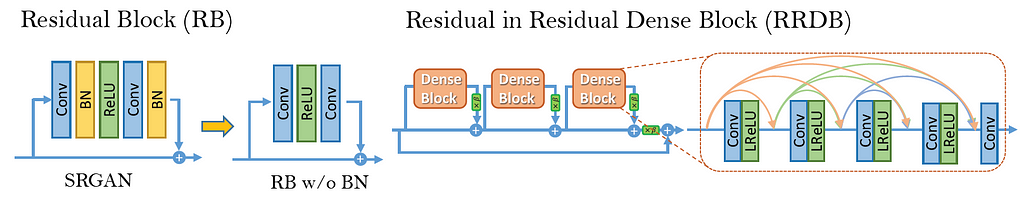 Residual Block (RB)
Residual in Residual Dense Block (RRDB)
Conv
BN
ReLU
Conv
BN
SRGAN
Conv
ReLU
Conv
RB w/o BN
Dense
Block
×β
Dense
Block
×β
Dense
Block
×β
×β
Conv
LReLU
Conv
LReLU
Conv
LReLU
Conv
LReLU
Conv